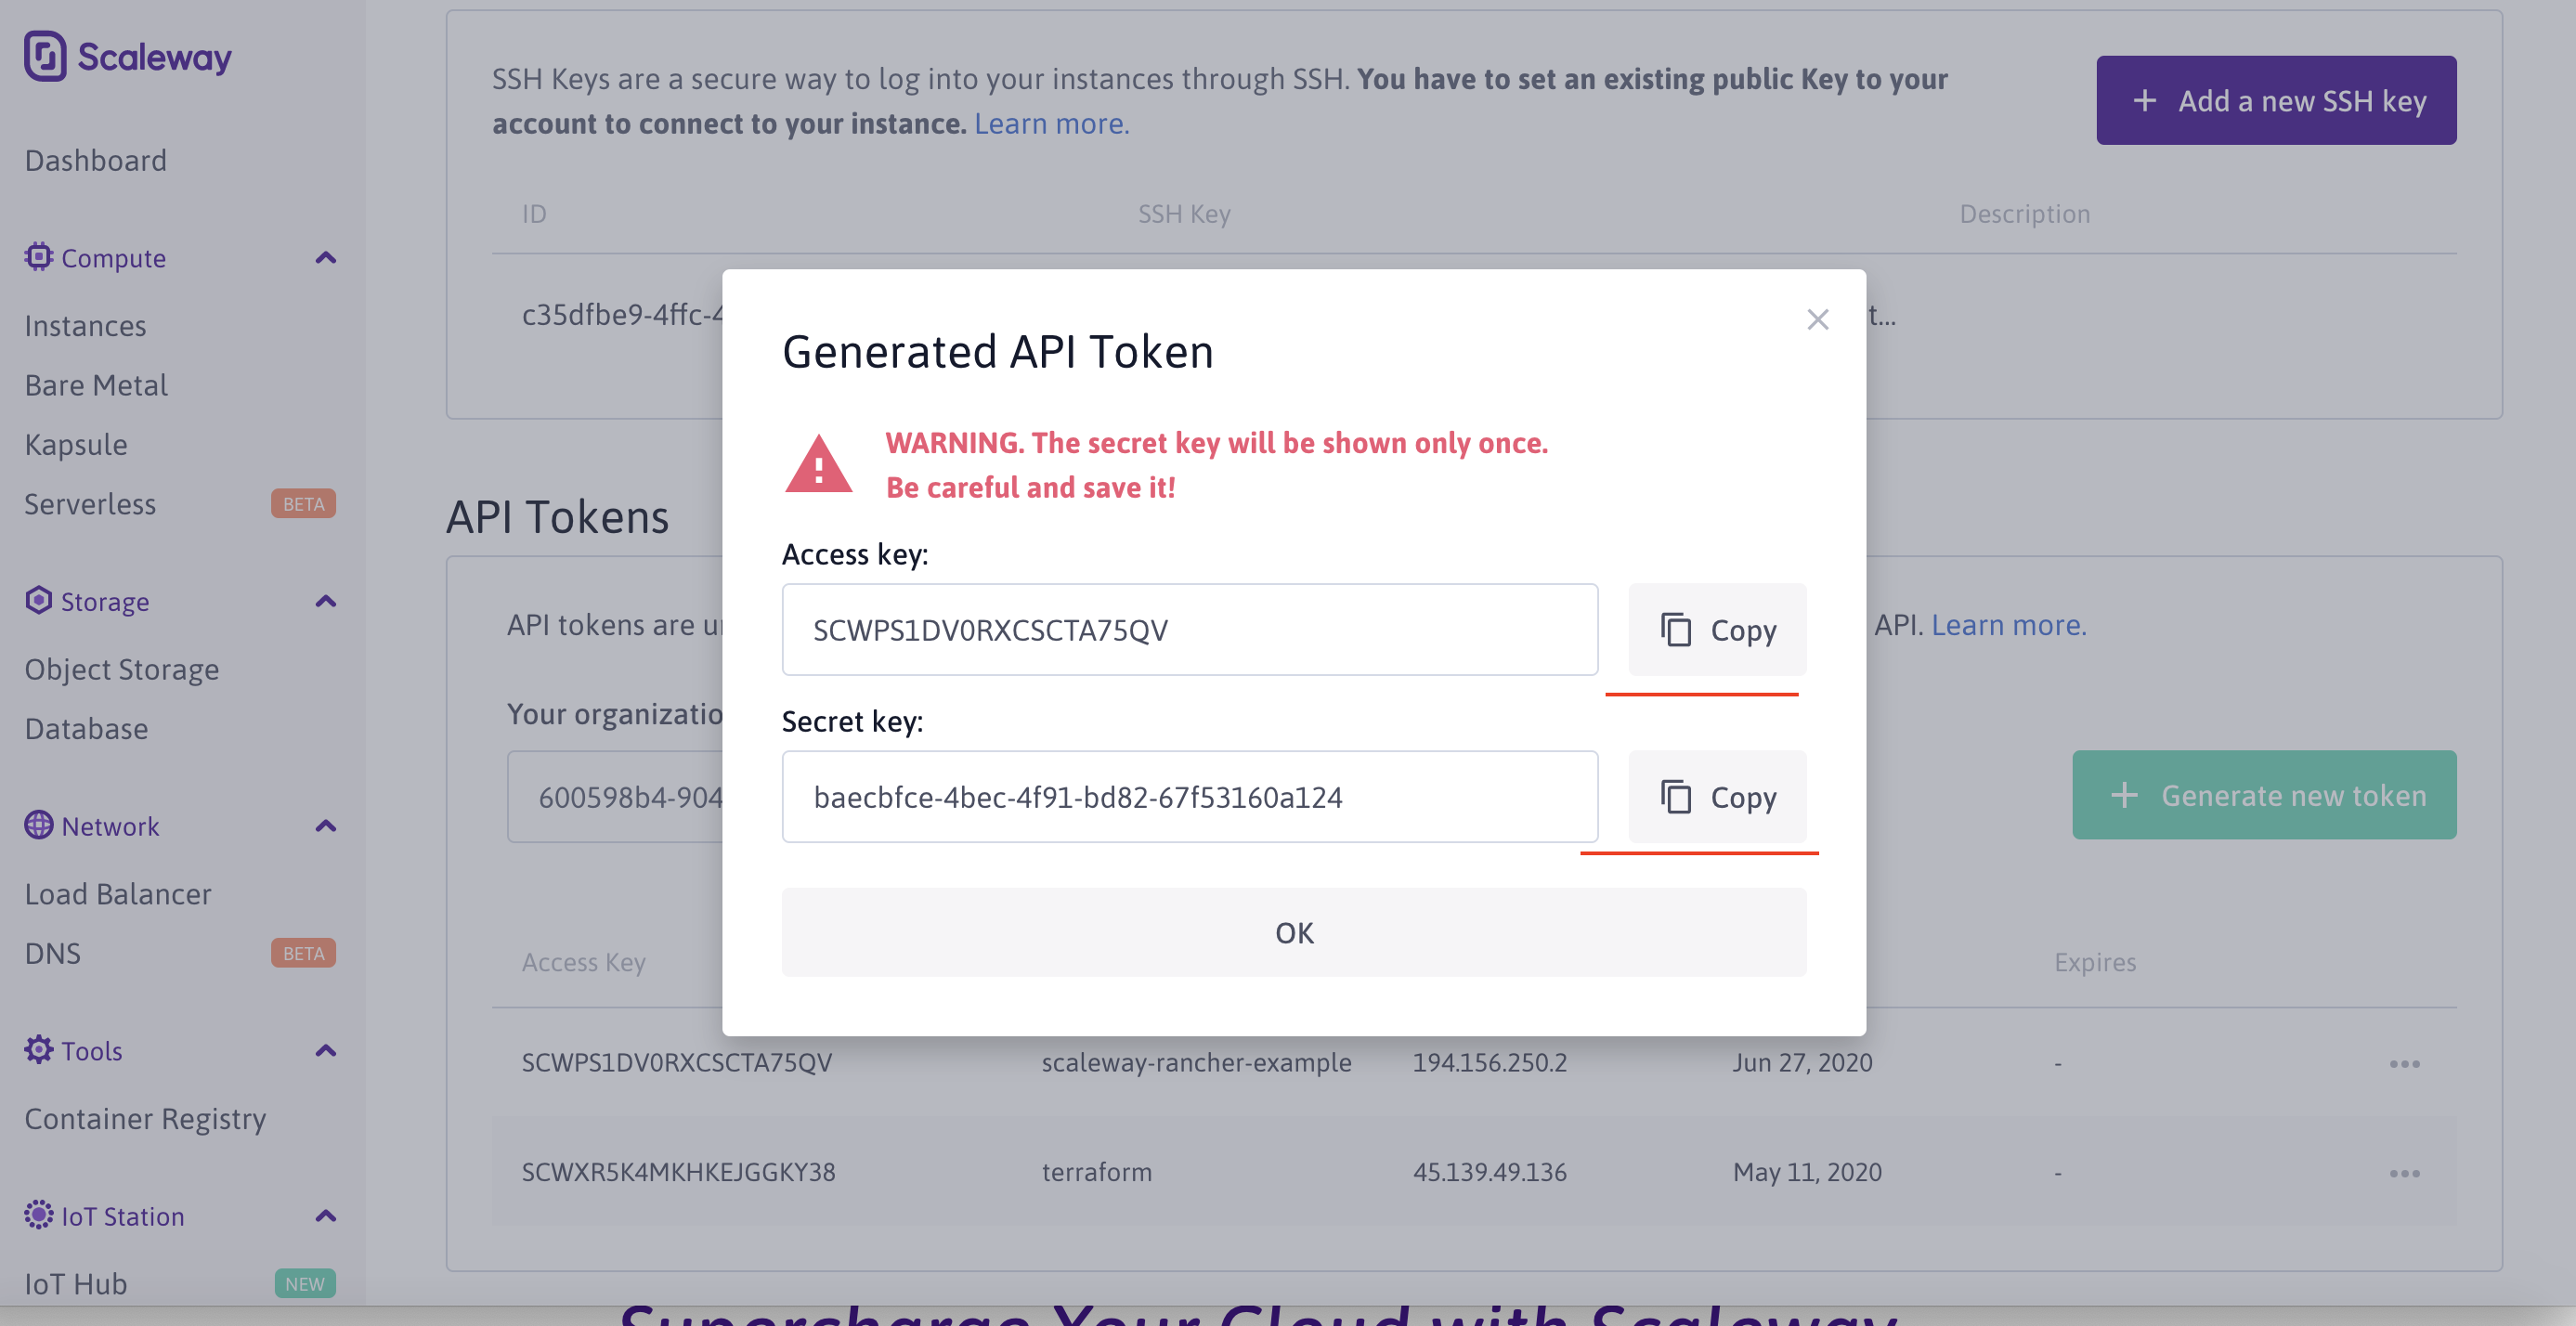 Scaleway
Dashboard
Compute
Instances
Bare Metal
Kapsule
Serverless BETA
Storage
Object Storage
Database
Network
Load Balancer
DNS BETA
Tools
Container Registry
IoT Station
IoT Hub NEW
SSH Keys are a secure way to log into your instances through SSH. You have to set an existing public Key to your
account to connect to your instance. Learn more.
+ Add a new SSH key
ID SSH Key Description
c35dfbe9-4ffc-4 t...
Generated API Token
WARNING. The secret key will be shown only once.
Be careful and save it!
Access key:
SCWPS1DV0RXCSCTA75QV Copy
Secret key:
baecbfce-4bec-4f91-bd82-67f53160a124 Copy
OK
API Tokens
API tokens are API. Learn more.
Your
600598b4-904
+ Generate new token
Access Key Expires
SCWPS1DV0RXCSCTA75QV scaleway-rancher-example 194.156.250.2 Jun 27, 2020 -
SCWXR5K4MKHKEJGGKY38 terraform 45.139.49.136 May 11, 2020 -
Supercharge Your Cloud with Scaleway